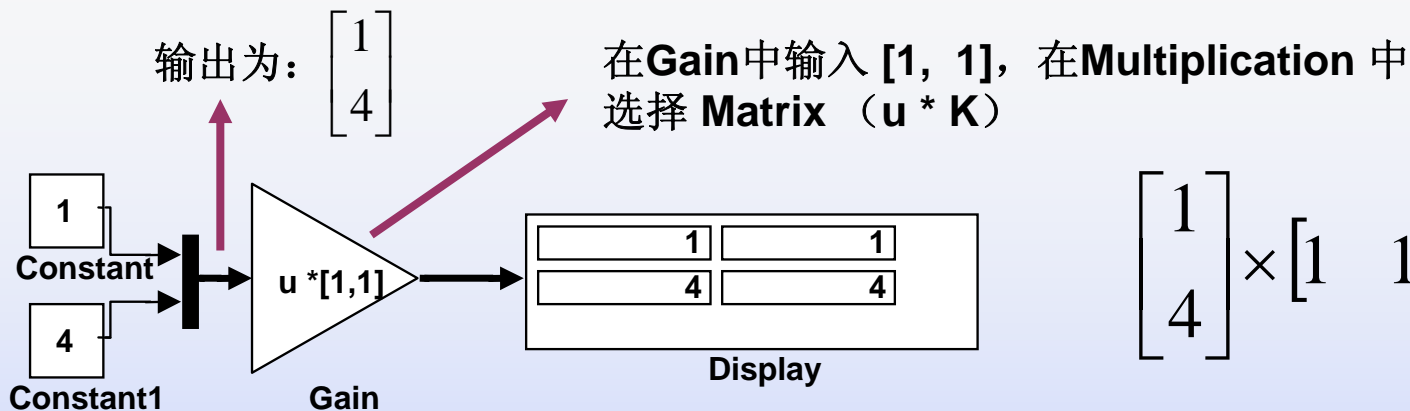 输出为：[1 4]
在Gain中输入 [1, 1]，在Multiplication 中
选择 Matrix （u * K）
1
Constant
4
Constant1
u *[1,1]
Gain
1 1
4 4
Display
[1 4] × [1 1